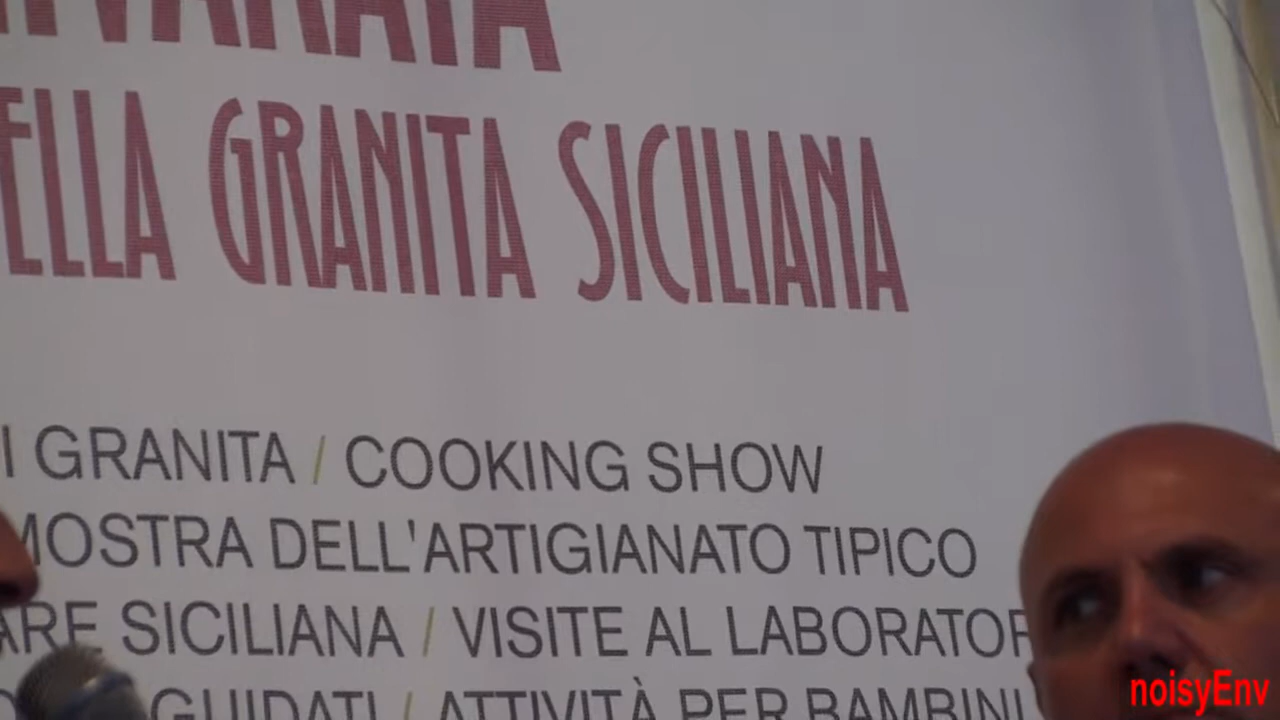 ELLA GRANITA SICILIANA
I GRANITA / COOKING SHOW
MOSTRA DELL'ARTIGIANATO TIPICO
ARE SICILIANA / VISITE AL LABORATOR
GUIDATI / ATTIVITÀ PER BAMBINI
noisyEnv